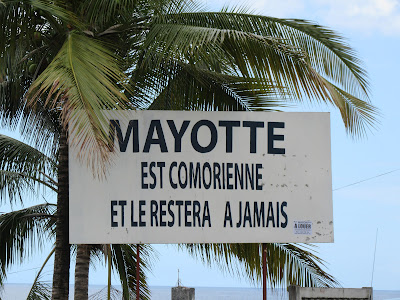 MAYOTTE
EST COMORIENNE
ET LE RESTERA A JAMAIS